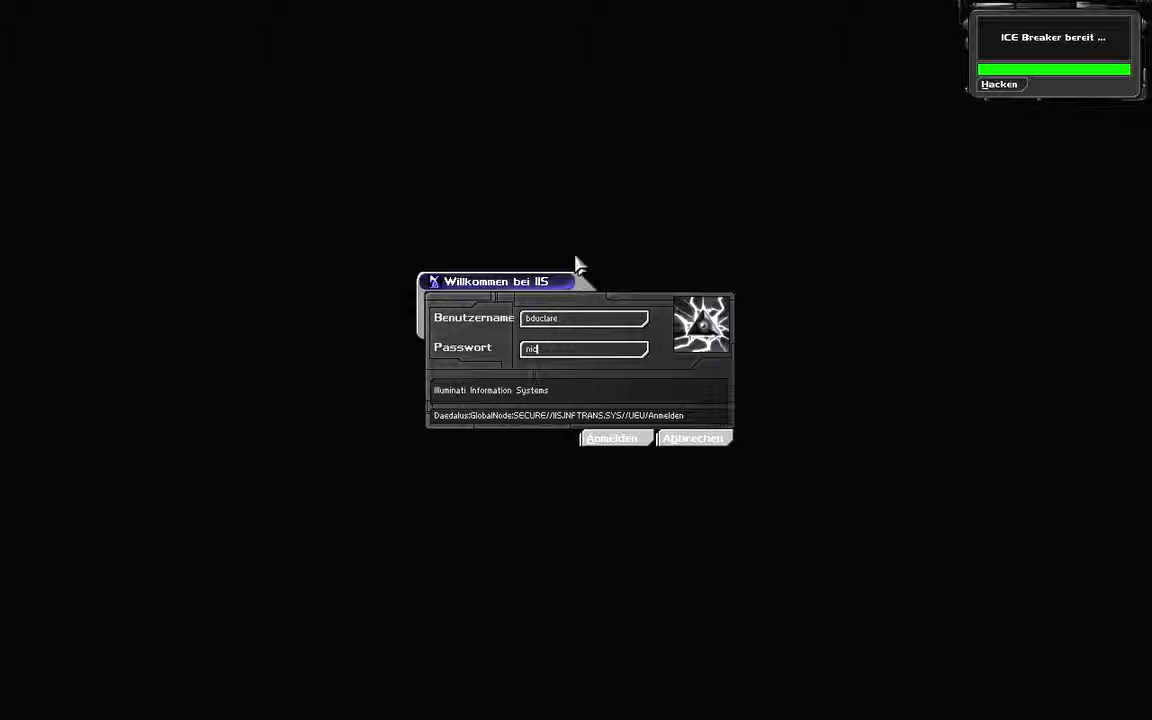 ICE Breaker bereit ...
Hacken
Willkommen bei IIS
Benutzername
bduclare
Passwort
nic
Illuminati Information Systems
Daedalus:GlobalNode:SECURE//IIS.INFTRANS.SYS//UEU/Anmelden
Anmelden
Abbrechen